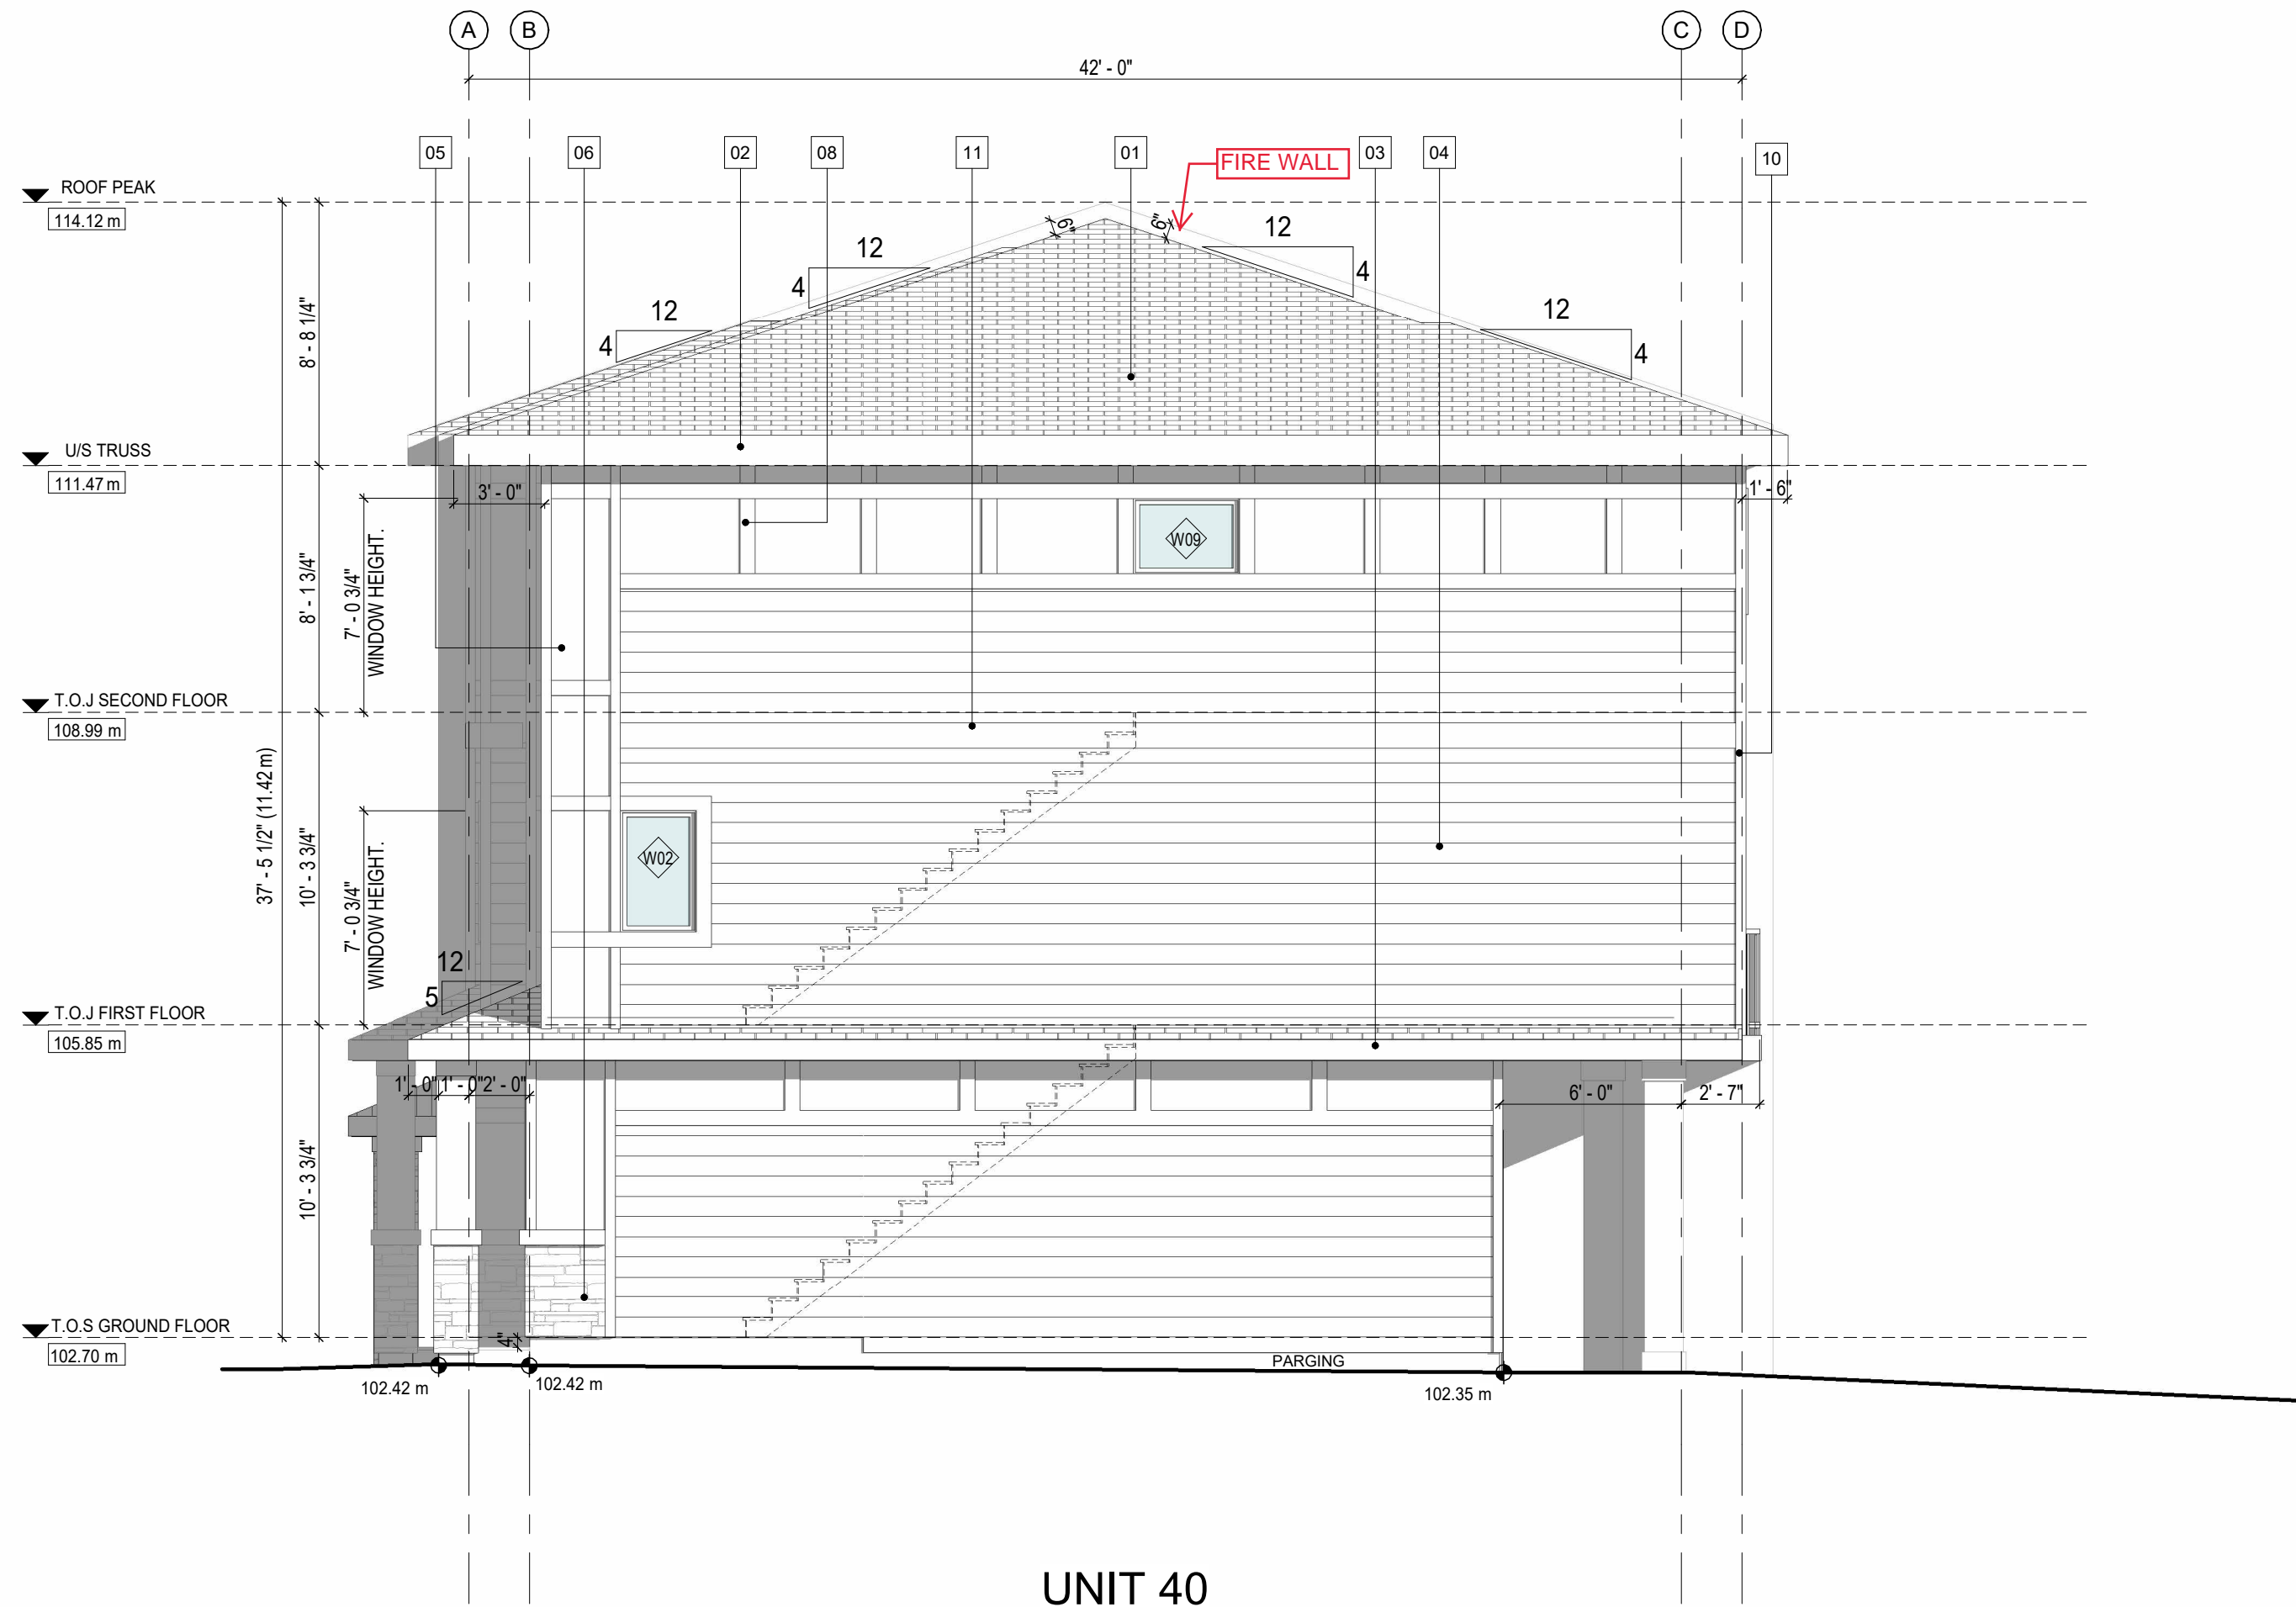 A B C D
42' - 0"
05 06 02 08 11 01 FIRE WALL 03 04 10
ROOF PEAK
114.12 m
6" 6"
12 4
12 4
12 4
12 4
8' - 8 1/4"
U/S TRUSS
111.47 m
3' - 0"
1' - 6"
W09
7' - 0 3/4"
WINDOW HEIGHT.
8' - 1 3/4"
T.O.J SECOND FLOOR
108.99 m
37' - 5 1/2" (11.42 m)
10' - 3 3/4"
7' - 0 3/4"
WINDOW HEIGHT.
W02
12
5
T.O.J FIRST FLOOR
105.85 m
1' - 0" 1' - 0" 2' - 0"
6' - 0" 2' - 7"
10' - 3 3/4"
T.O.S GROUND FLOOR
102.70 m
4"
PARGING
102.42 m 102.42 m 102.35 m
UNIT 40